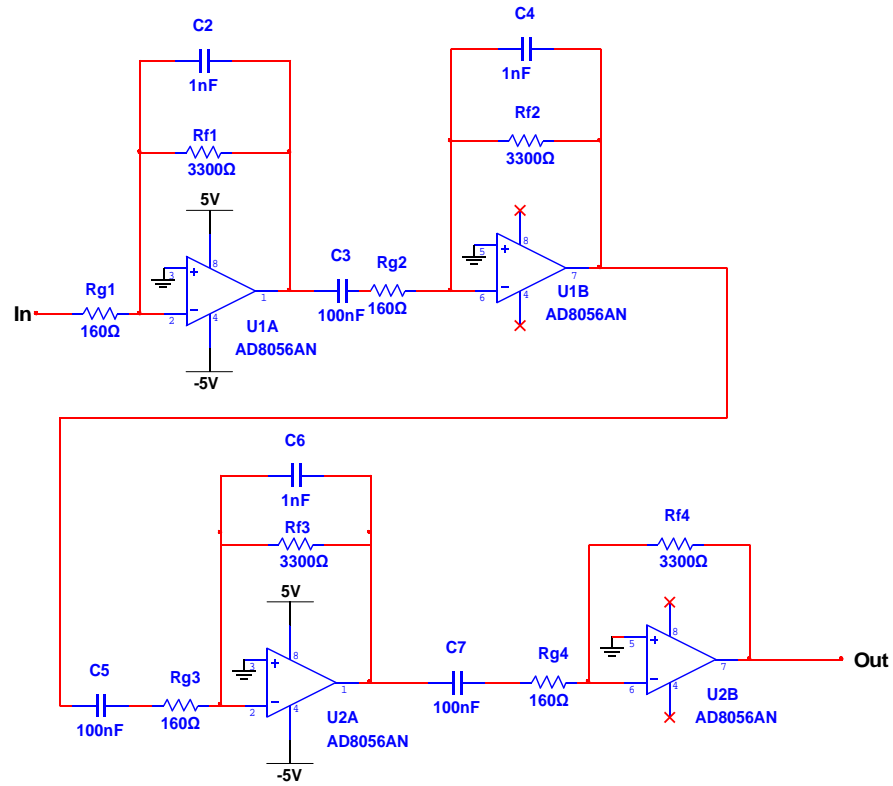 C2
1nF
Rf1
3300Ω
5V
3
8
1
2
4
U1A
AD8056AN
-5V
In
Rg1
160Ω
C3
100nF
Rg2
160Ω
C4
1nF
Rf2
3300Ω
5
8
7
6
4
U1B
AD8056AN
C6
1nF
Rf3
3300Ω
5V
3
8
1
2
4
U2A
AD8056AN
-5V
C5
100nF
Rg3
160Ω
C7
100nF
Rg4
160Ω
Rf4
3300Ω
5
8
7
6
4
U2B
AD8056AN
Out